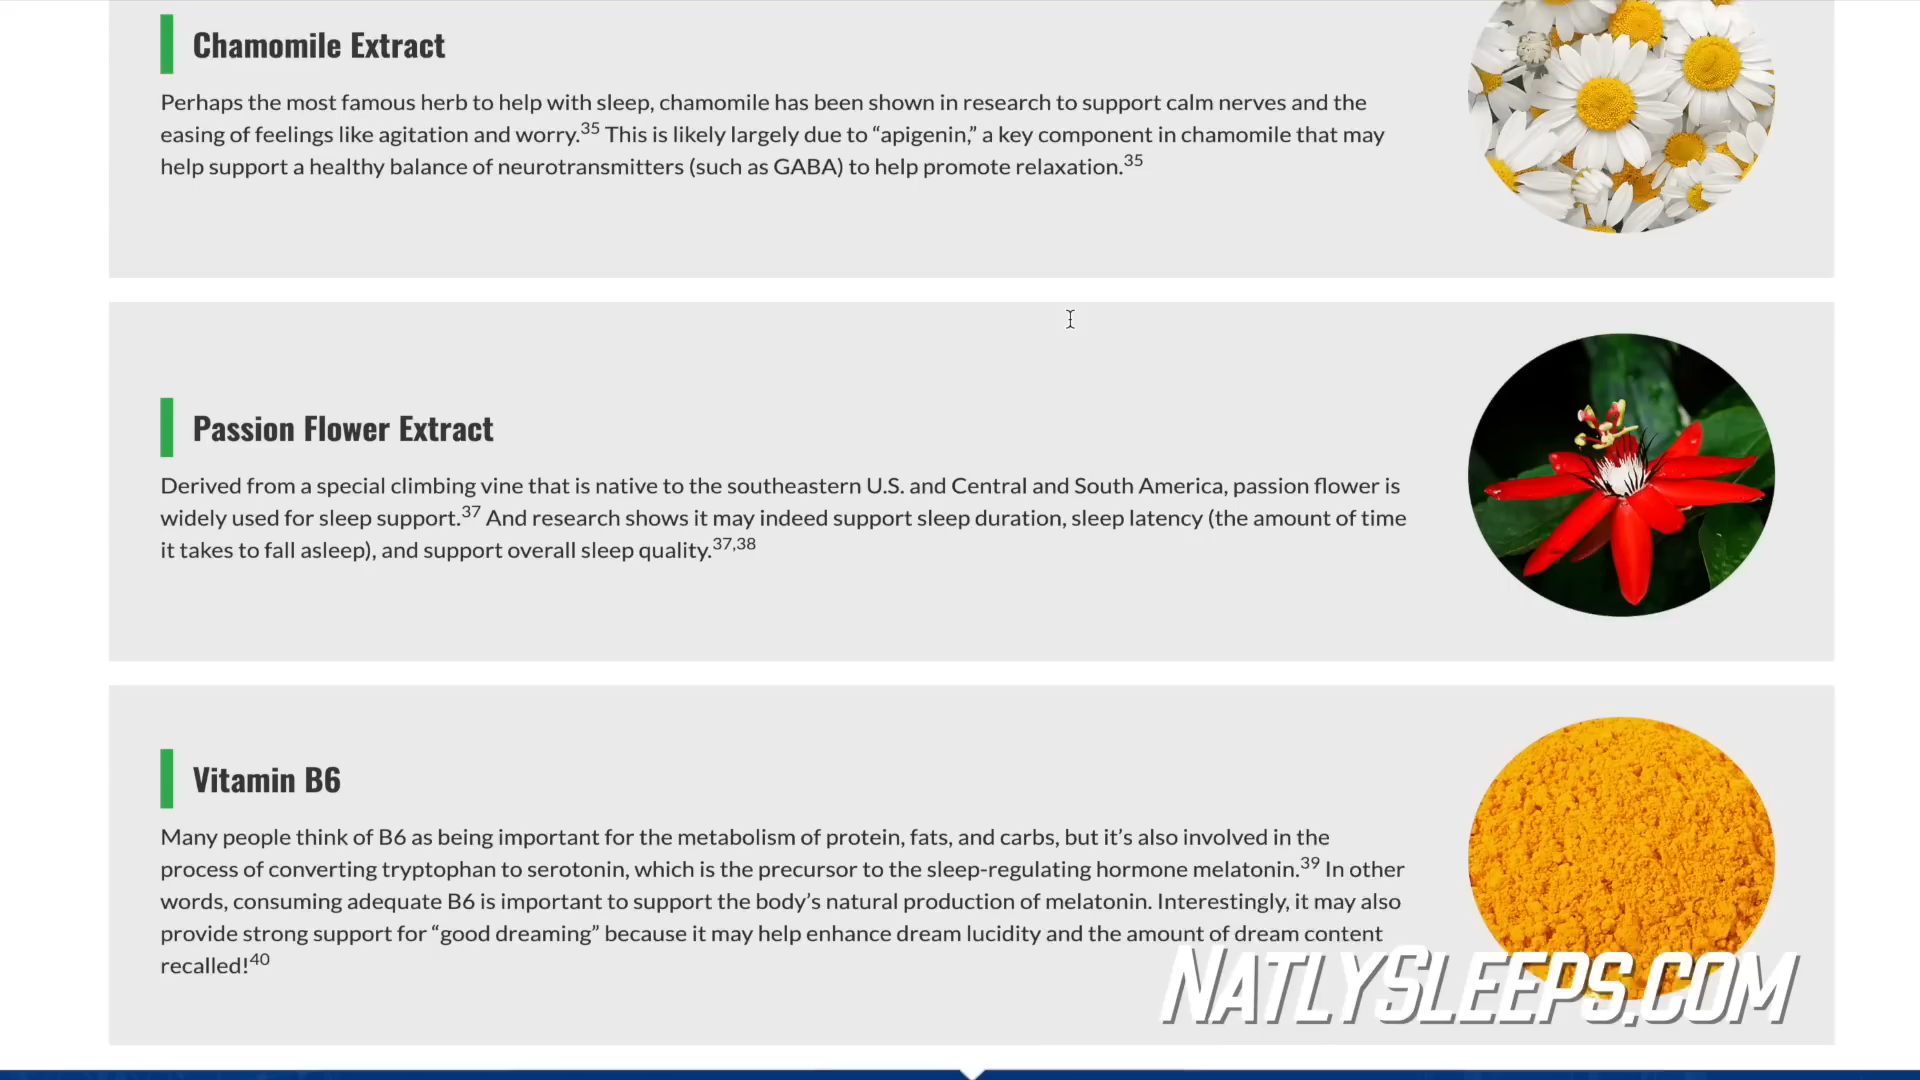 Chamomile Extract
Perhaps the most famous herb to help with sleep, chamomile has been shown in research to support calm nerves and the
easing of feelings like agitation and worry.35 This is likely largely due to “apigenin,” a key component in chamomile that may
help support a healthy balance of neurotransmitters (such as GABA) to help promote relaxation.35
Passion Flower Extract
Derived from a special climbing vine that is native to the southeastern U.S. and Central and South America, passion flower is
widely used for sleep support.37 And research shows it may indeed support sleep duration, sleep latency (the amount of time
it takes to fall asleep), and support overall sleep quality.37,38
Vitamin B6
Many people think of B6 as being important for the metabolism of protein, fats, and carbs, but it’s also involved in the
process of converting tryptophan to serotonin, which is the precursor to the sleep-regulating hormone melatonin.39 In other
words, consuming adequate B6 is important to support the body’s natural production of melatonin. Interestingly, it may also
provide strong support for “good dreaming” because it may help enhance dream lucidity and the amount of dream content
recalled!40
NATLYSLEEPS.COM